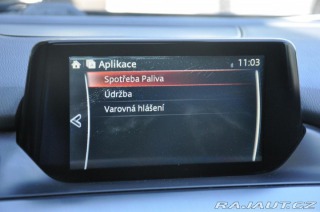 Aplikace 11:03
Spotřeba Paliva
Údržba
Varovná hlášení
RAJAUT.CZ